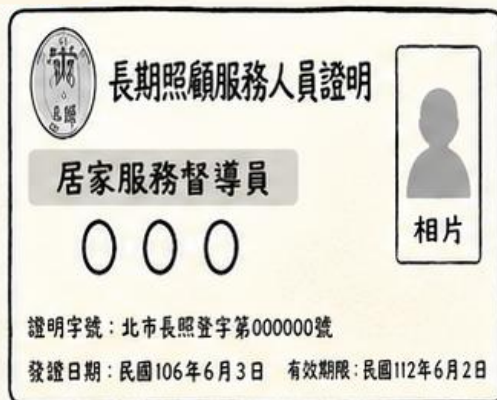 長期照顧服務人員證明
居家服務督導員
○○○
相片
證明字號：北市長照登字第000000號
發證日期：民國106年6月3日 有效期限：民國112年6月2日